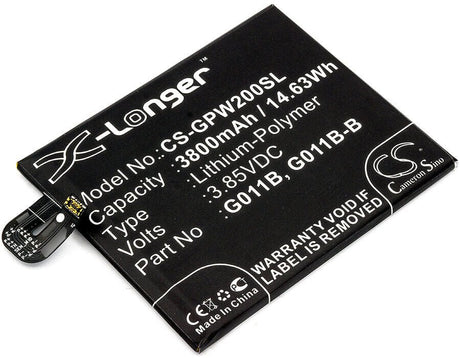 X-Longer
Model No: CS-GPW200SL
Capacity : 3800mAh / 14.63Wh
Type : Lithium-Polymer
Volts : 3.85VDC
Part No : G011B, G011B-B
CS
Cameron Sino
Warranty void if label is REMOVED
Made in China